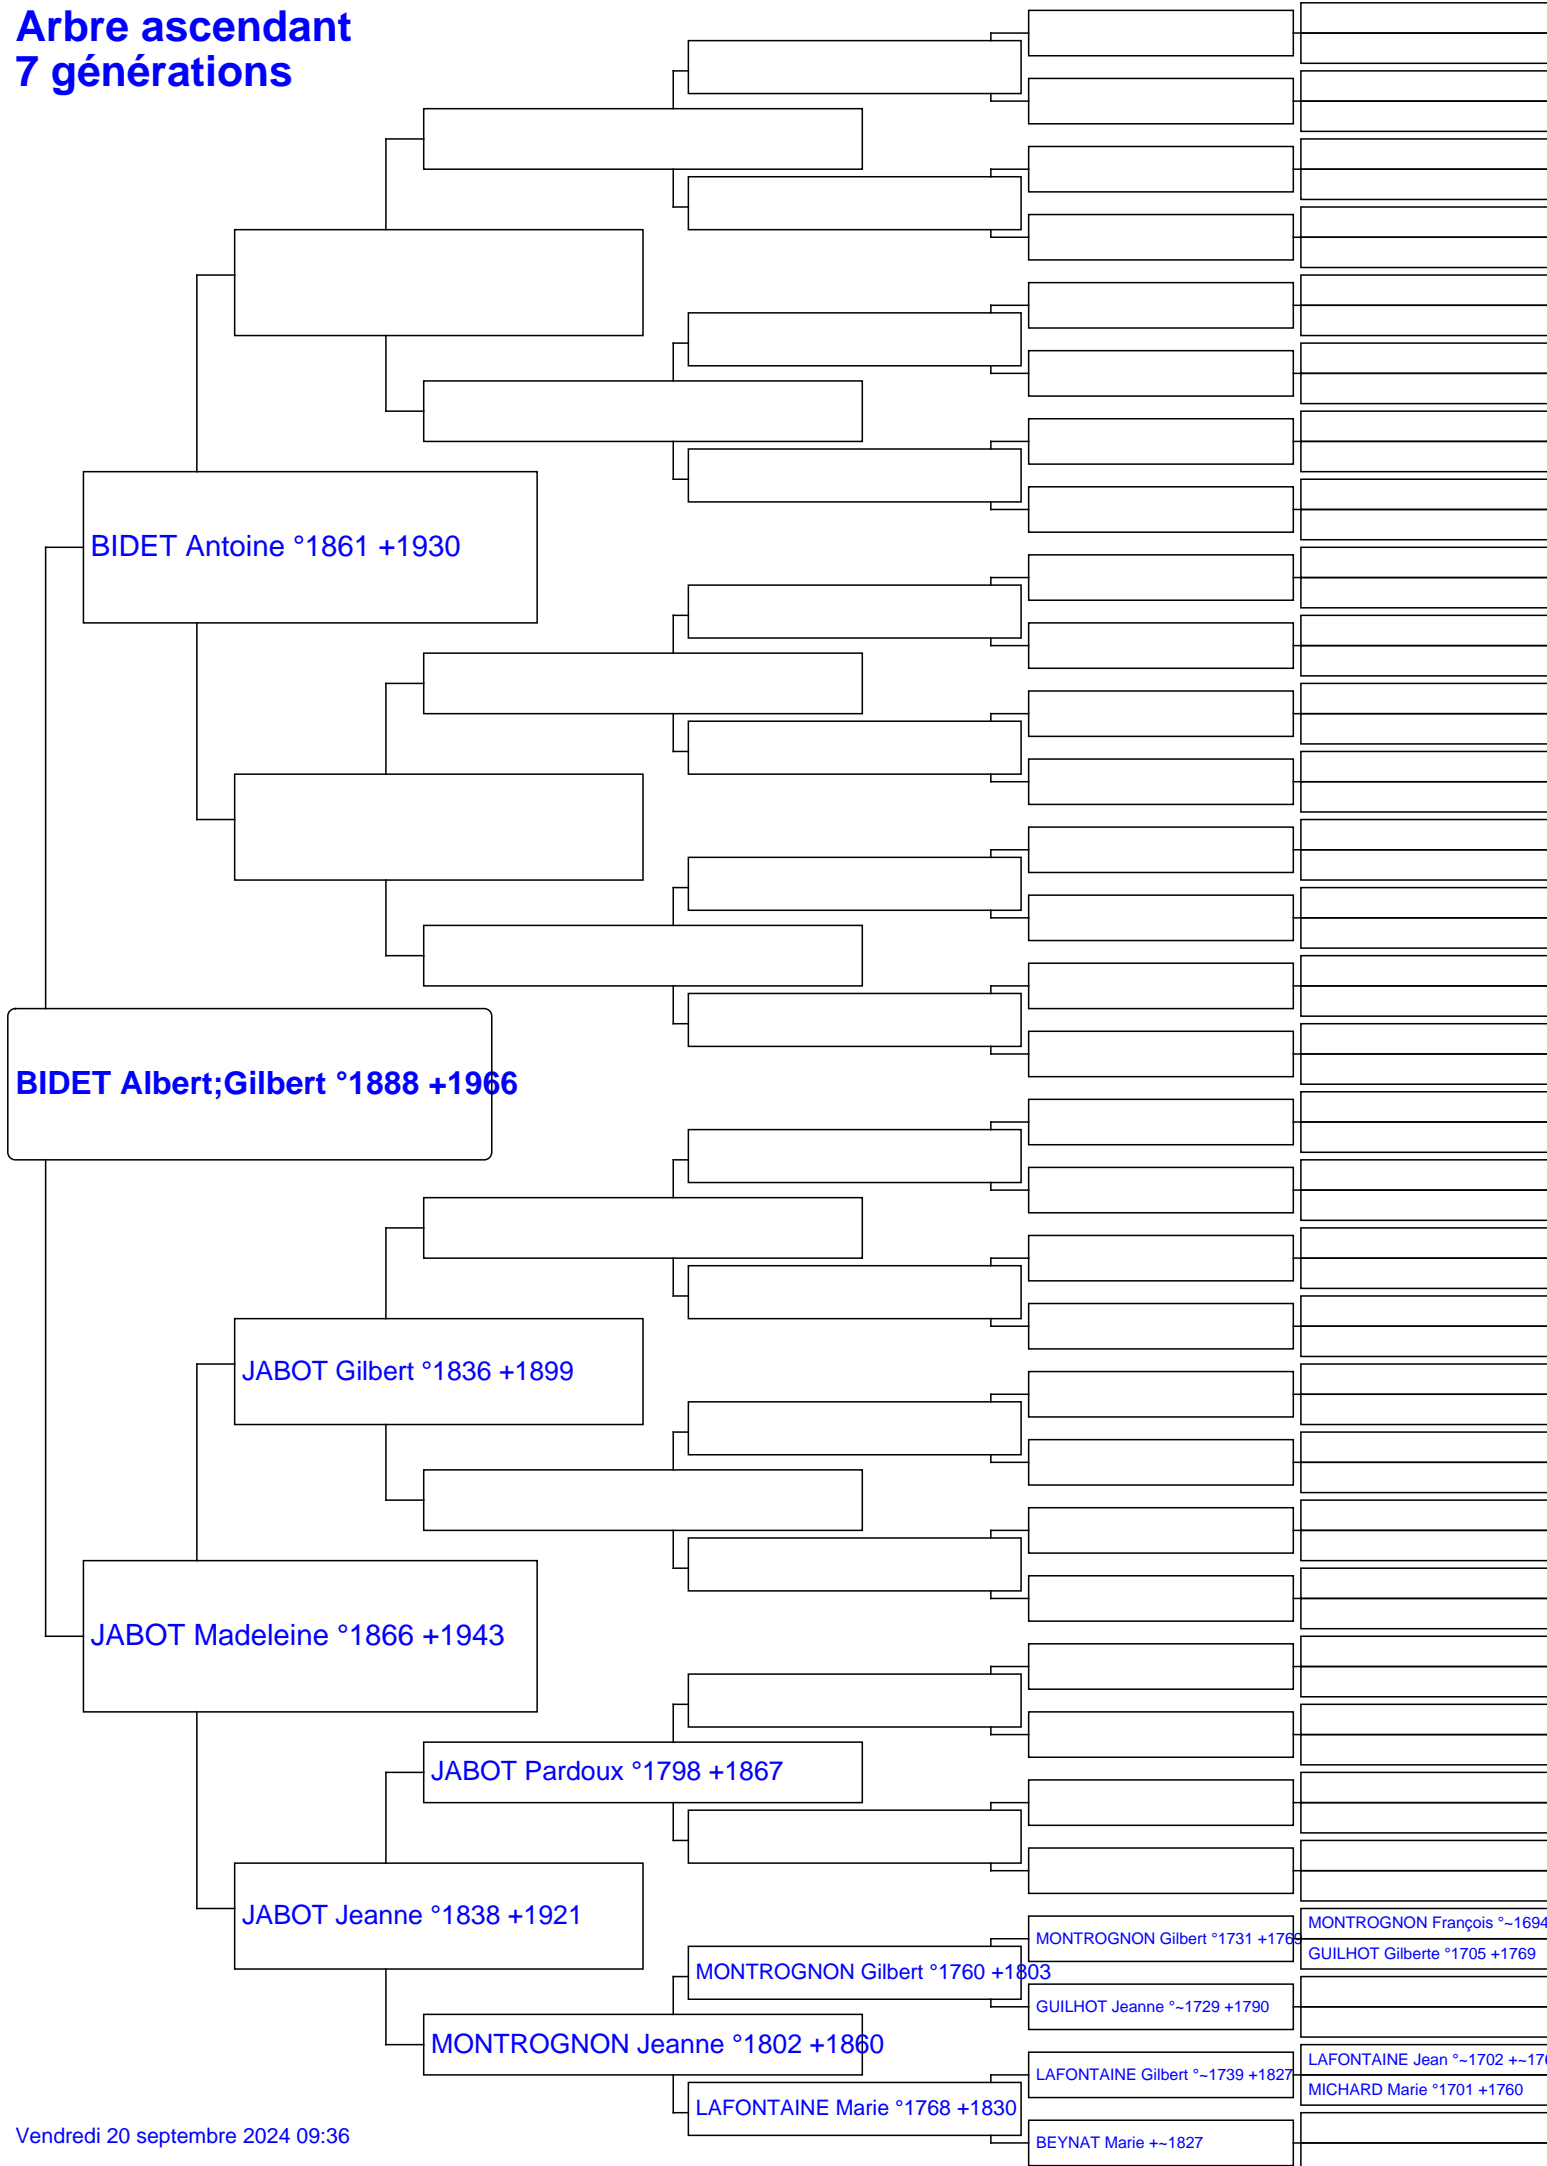 Arbre ascendant
7 générations
BIDET Antoine °1861 +1930
BIDET Albert;Gilbert °1888 +1966
JABOT Gilbert °1836 +1899
JABOT Madeleine °1866 +1943
JABOT Pardoux °1798 +1867
JABOT Jeanne °1838 +1921
MONTROGNON François °~1694
MONTROGNON Gilbert °1731 +1769
GUILHOT Gilberte °1705 +1769
MONTROGNON Gilbert °1760 +1803
GUILHOT Jeanne °~1729 +1790
MONTROGNON Jeanne °1802 +1860
LAFONTAINE Jean °~1702 +~17
LAFONTAINE Gilbert °~1739 +1827
MICHARD Marie °1701 +1760
LAFONTAINE Marie °1768 +1830
BEYNAT Marie +~1827
Vendredi 20 septembre 2024 09:36